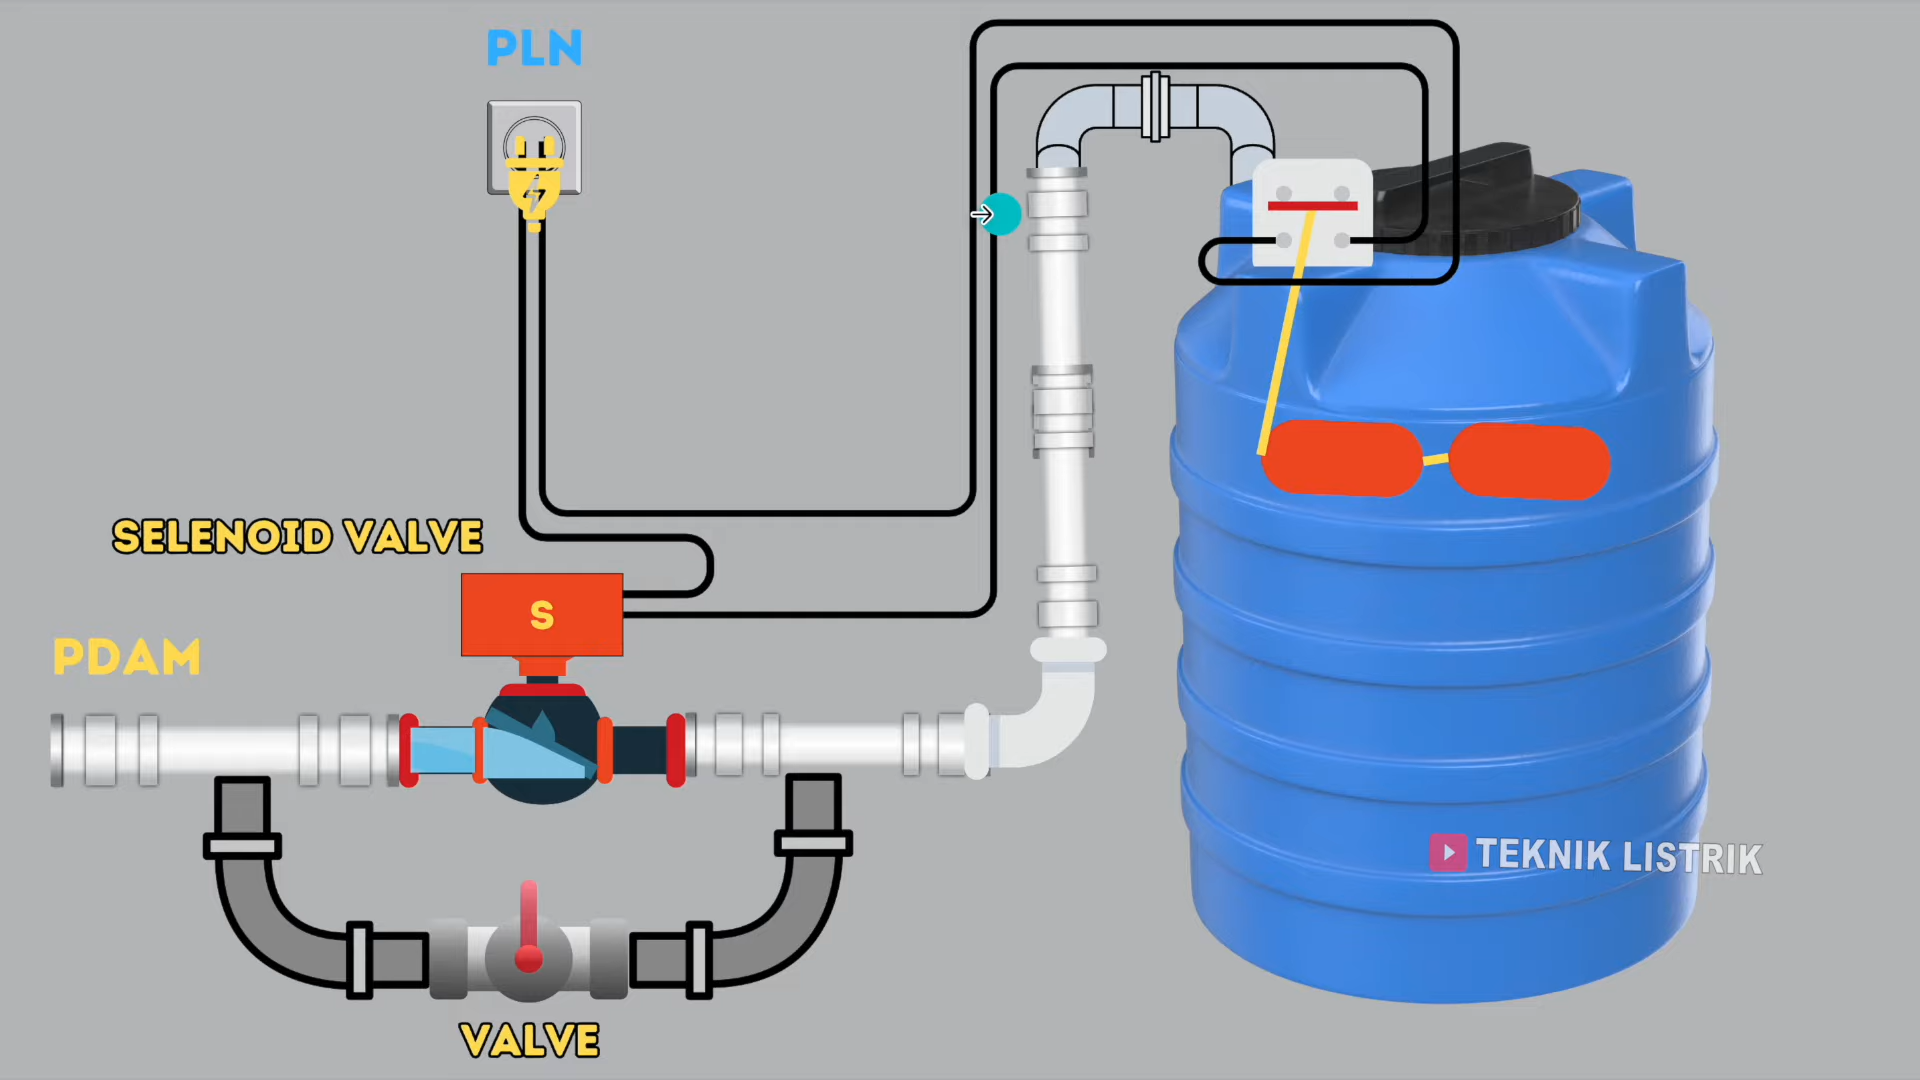 PLN
SELENOID VALVE
S
PDAM
TEKNIK LISTRIK
VALVE